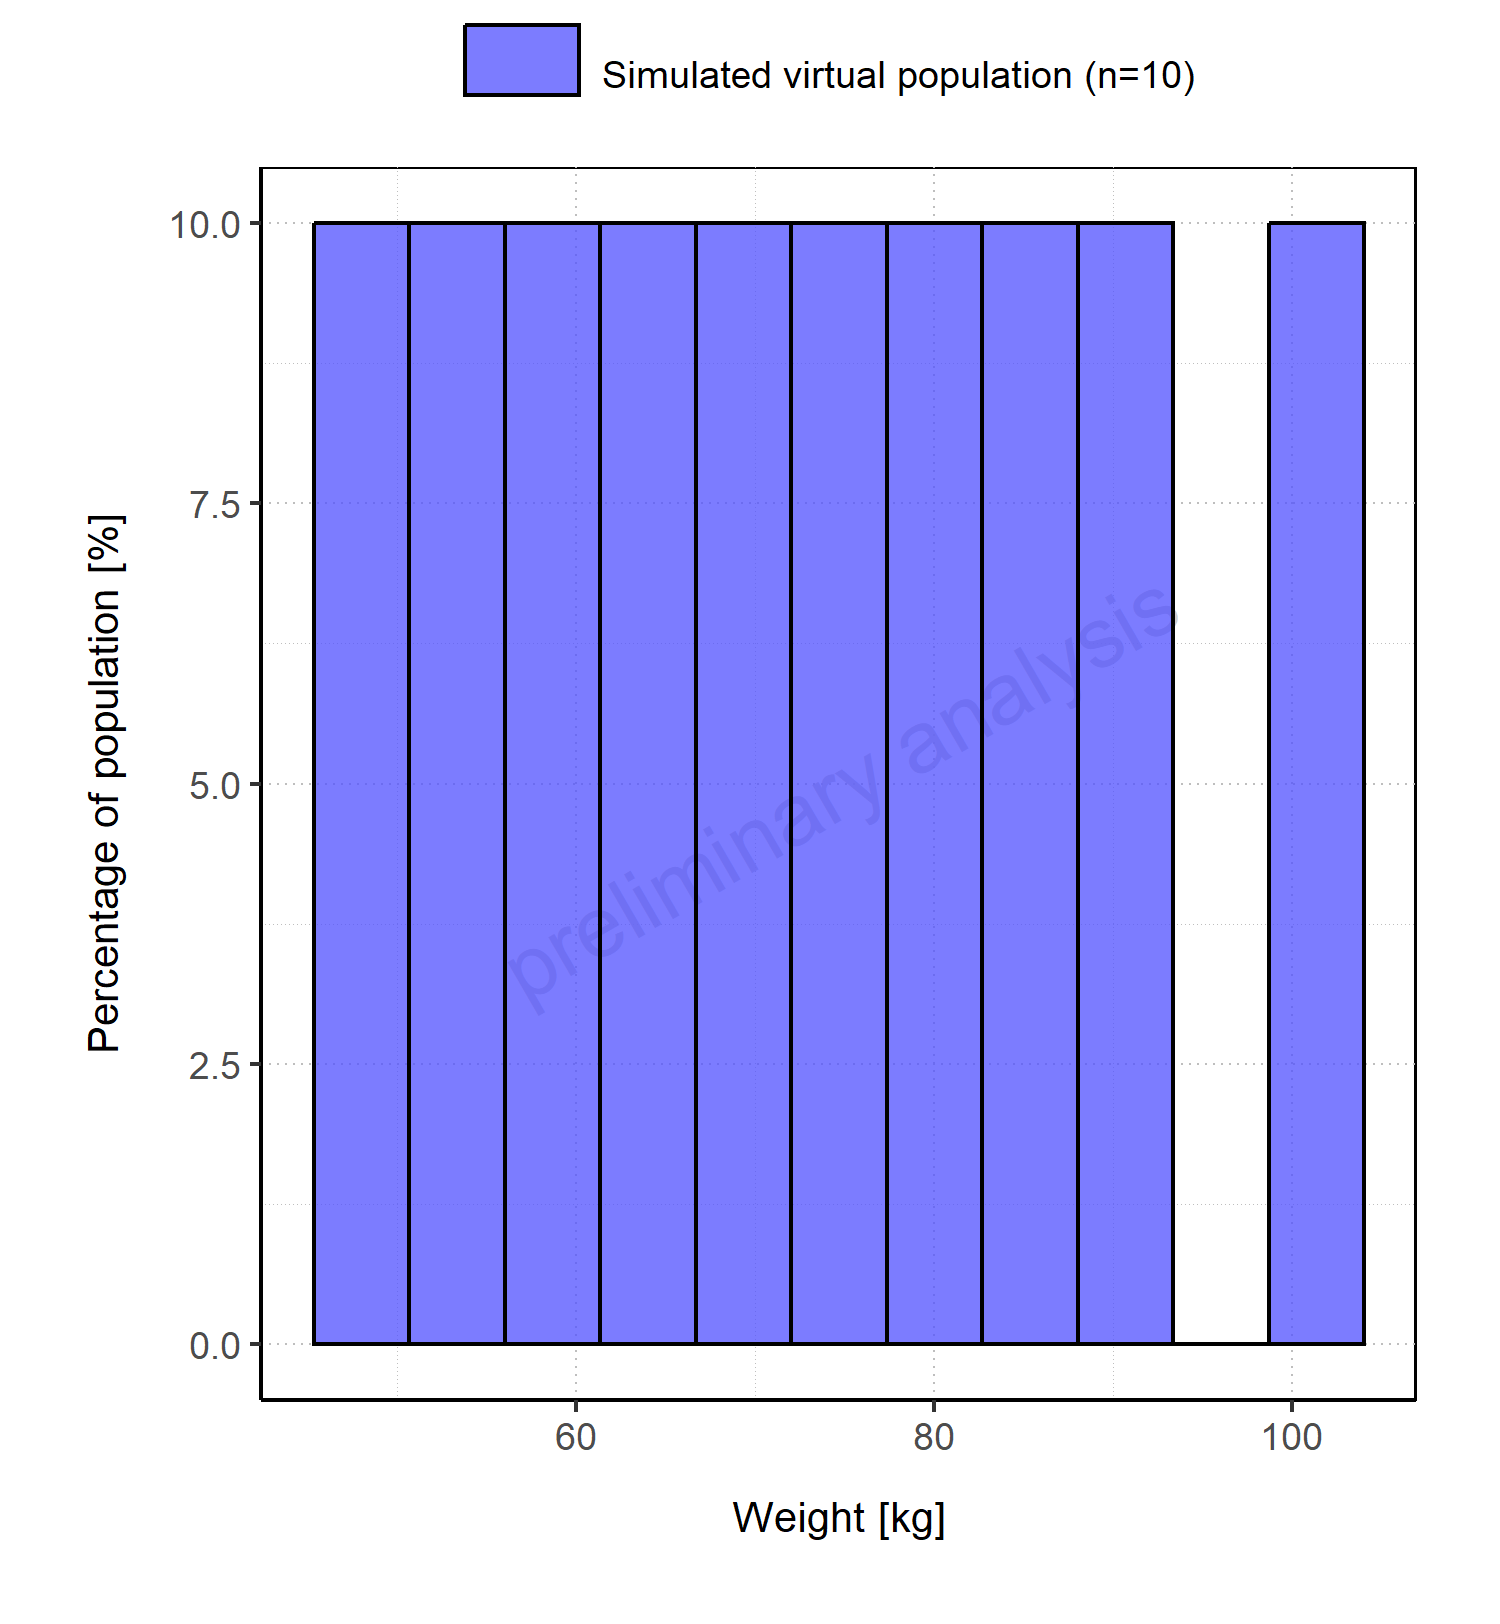 Simulated virtual population (n=10)
10.0
7.5
5.0
2.5
0.0
Percentage of population [%]
preliminary analysis
60
80
100
Weight [kg]